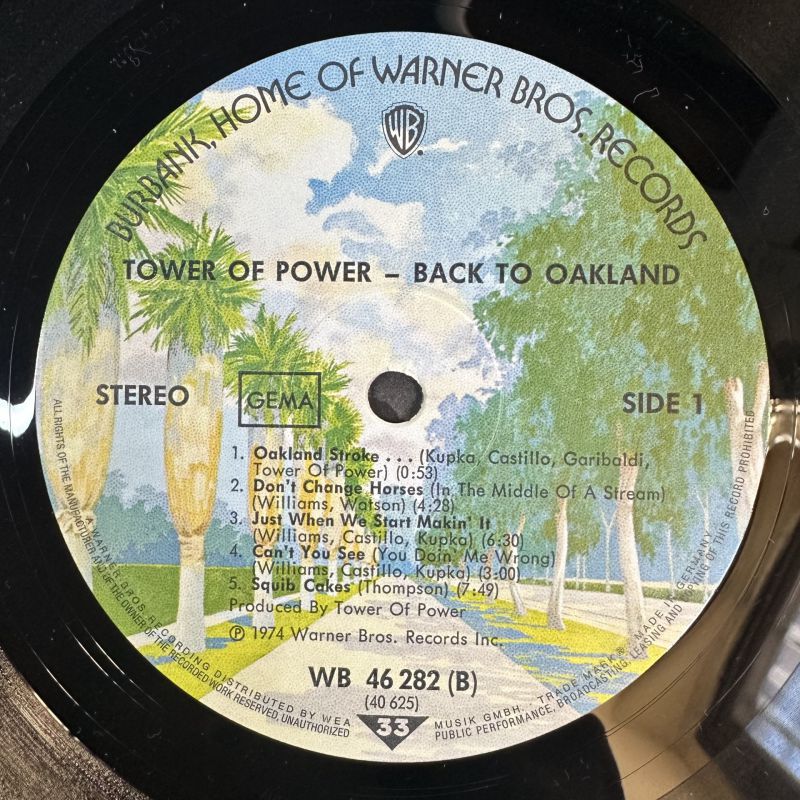 BURBANK, HOME OF WARNER BROS. RECORDS
WB
TOWER OF POWER – BACK TO OAKLAND
STEREO
GEMA
SIDE 1
1. Oakland Stroke . . . (Kupka, Castillo, Garibaldi,
Tower Of Power) (0:53)
2. Don't Change Horses (In The Middle Of A Stream)
(Williams, Watson) (4:28)
3. Just When We Start Makin' It
(Williams, Castillo, Kupka) (6:30)
4. Can't You See (You Doin' Me Wrong)
(Williams, Castillo, Kupka) (3:00)
5. Squib Cakes (Thompson) (7:49)
Produced By Tower Of Power
℗ 1974 Warner Bros. Records Inc.
WB 46 282 (B)
(40 625)
33
A WARNER BROS. RECORDING DISTRIBUTED BY WEA MUSIK GMBH, TRADE MARK® MADE IN GERMANY
ALL RIGHTS OF THE MANUFACTURER AND OF THE OWNER OF THE RECORDED WORK RESERVED, UNAUTHORIZED PUBLIC PERFORMANCE, BROADCASTING, LEASING AND COPYING OF THIS RECORD PROHIBITED